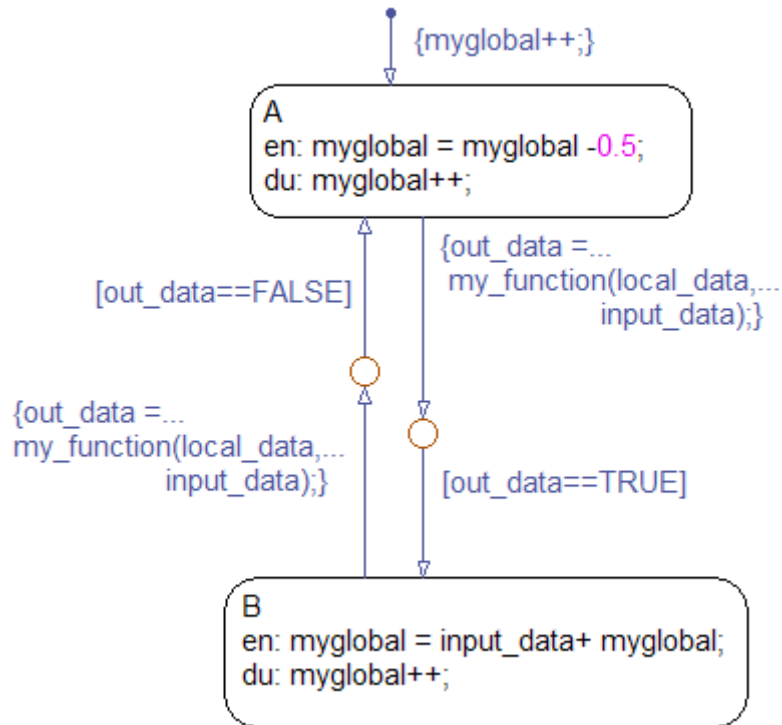 {myglobal++;}
A
en: myglobal = myglobal -0.5;
du: myglobal++;
{out_data =...
my_function(local_data,...
input_data);}
[out_data==FALSE]
{out_data =...
my_function(local_data,...
input_data);}
[out_data==TRUE]
B
en: myglobal = input_data+ myglobal;
du: myglobal++;